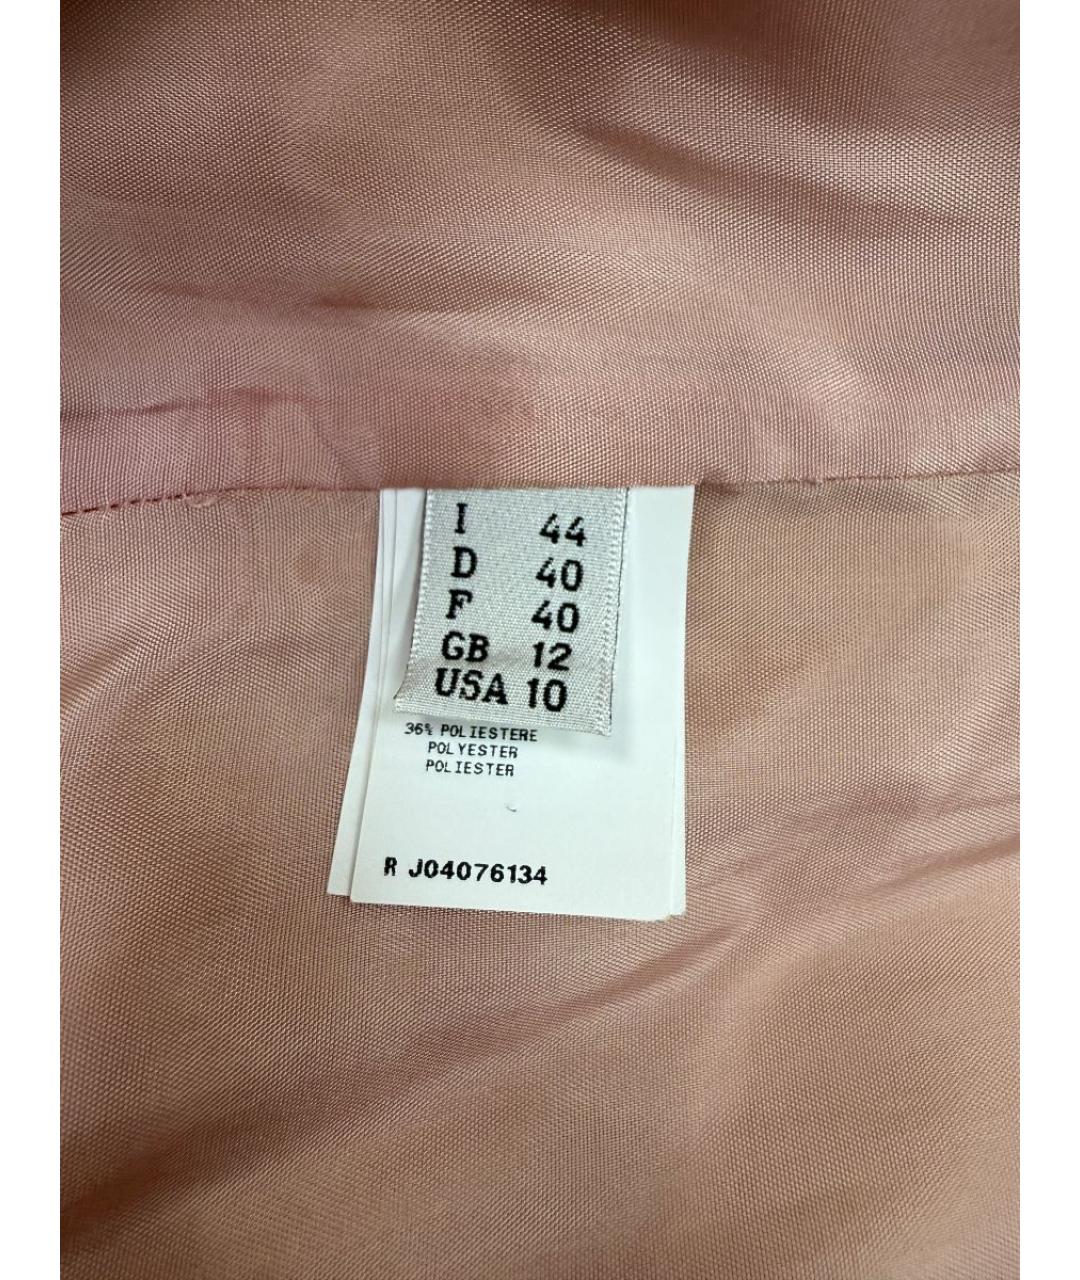 I 44
D 40
F 40
GB 12
USA 10
36% POLIESTERE
POLYESTER
POLIESTER
R J04076134